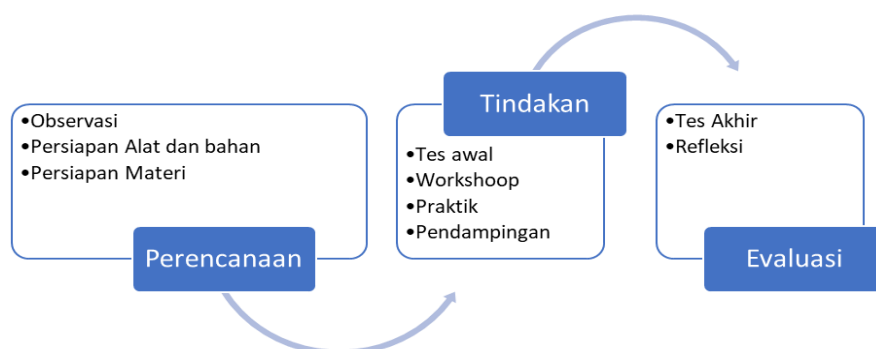 •Observasi
•Persiapan Alat dan bahan
•Persiapan Materi
Perencanaan
Tindakan
•Tes awal
•Workshoop
•Praktik
•Pendampingan
•Tes Akhir
•Refleksi
Evaluasi